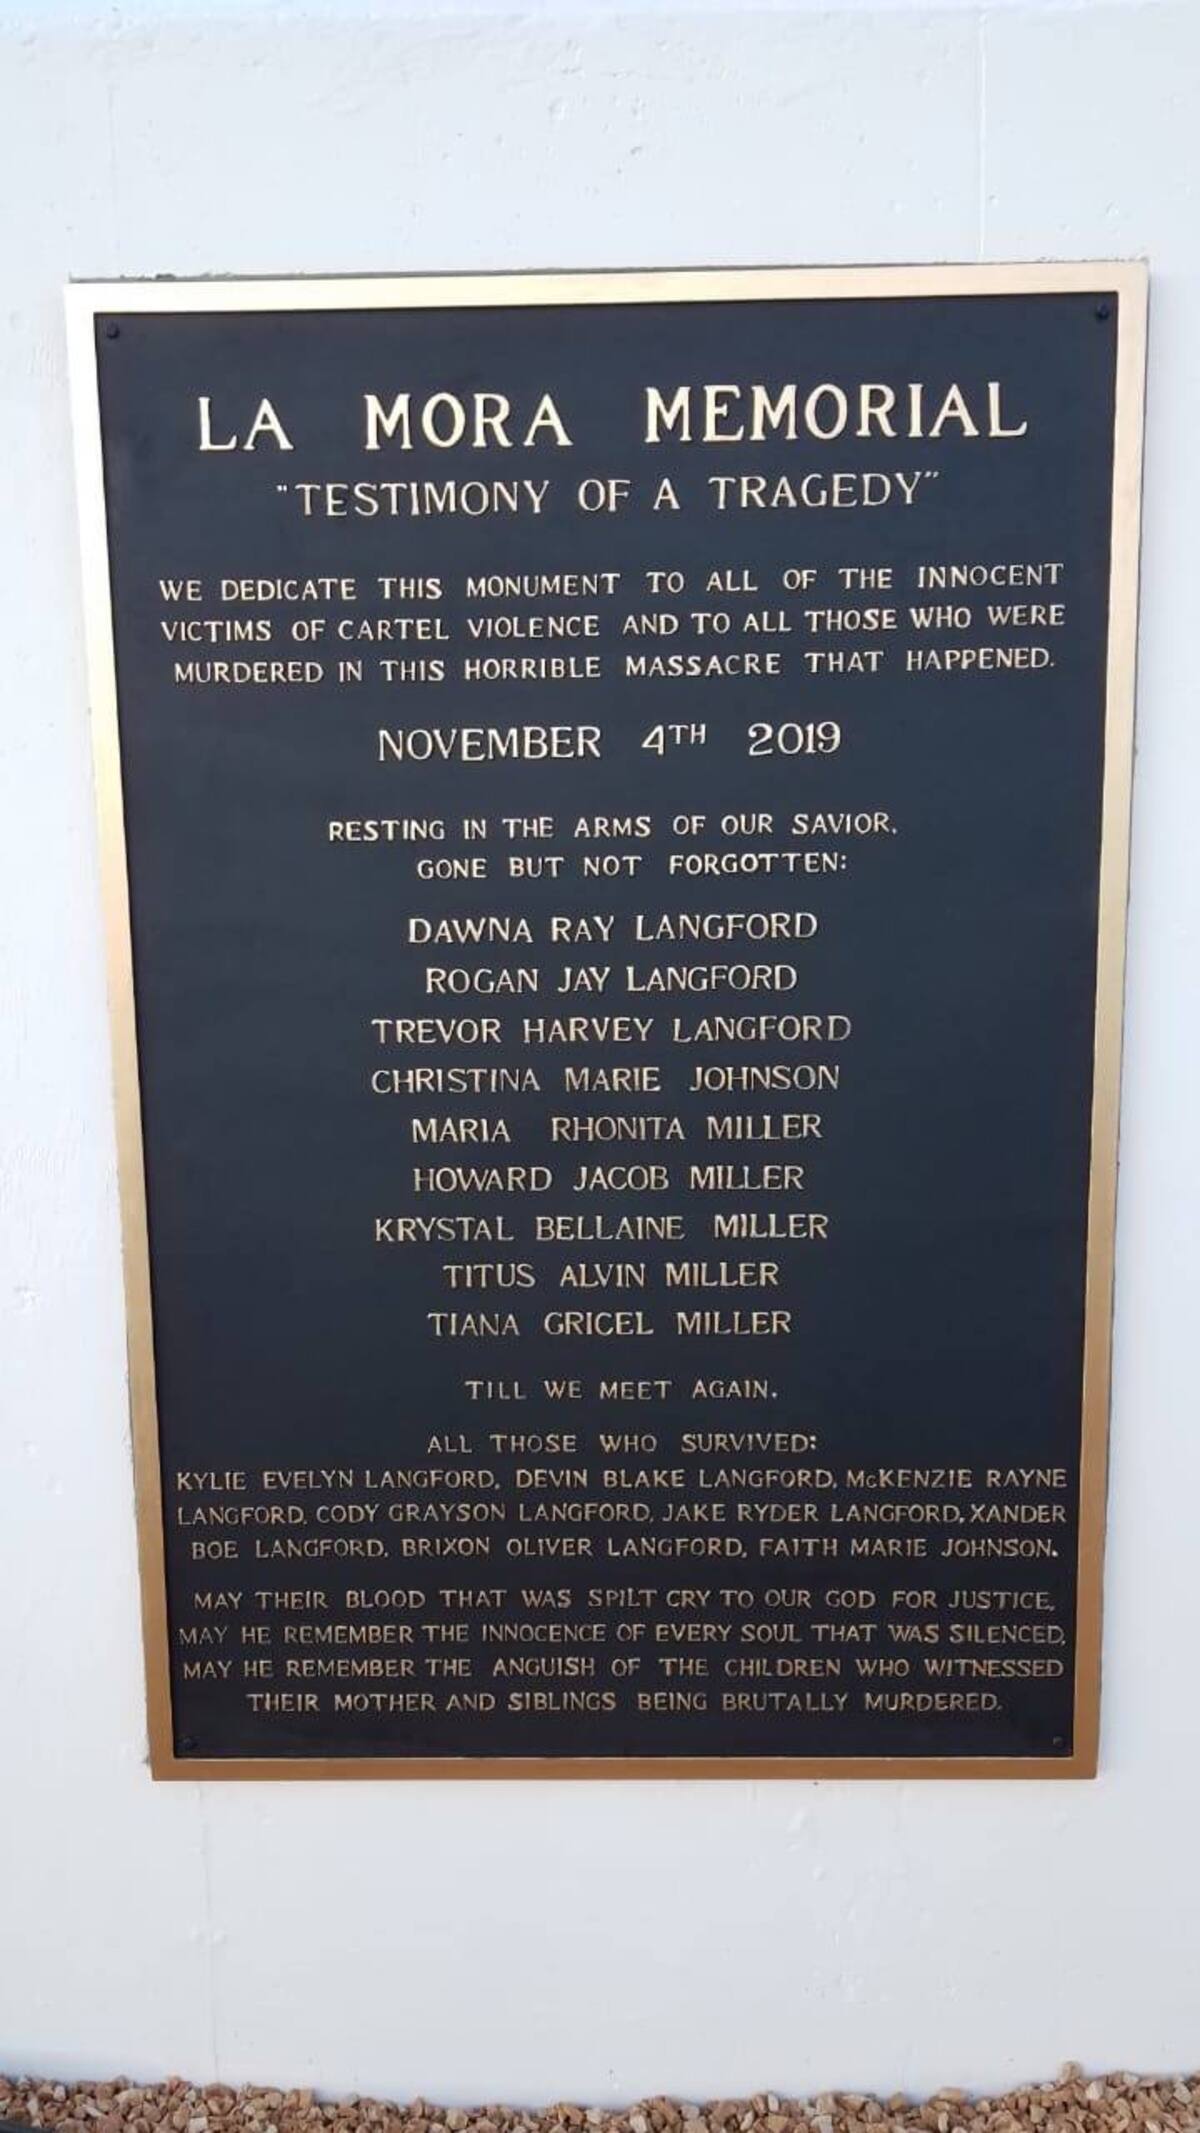 LA MORA MEMORIAL
"TESTIMONY OF A TRAGEDY"
WE DEDICATE THIS MONUMENT TO ALL OF THE INNOCENT
VICTIMS OF CARTEL VIOLENCE AND TO ALL THOSE WHO WERE
MURDERED IN THIS HORRIBLE MASSACRE THAT HAPPENED.
NOVEMBER 4TH 2019
RESTING IN THE ARMS OF OUR SAVIOR.
GONE BUT NOT FORGOTTEN:
DAWNA RAY LANGFORD
ROGAN JAY LANGFORD
TREVOR HARVEY LANGFORD
CHRISTINA MARIE JOHNSON
MARIA RHONITA MILLER
HOWARD JACOB MILLER
KRYSTAL BELLAINE MILLER
TITUS ALVIN MILLER
TIANA GRICEL MILLER
TILL WE MEET AGAIN.
ALL THOSE WHO SURVIVED:
KYLIE EVELYN LANGFORD, DEVIN BLAKE LANGFORD, McKENZIE RAYNE
LANGFORD, CODY GRAYSON LANGFORD, JAKE RYDER LANGFORD, XANDER
BOE LANGFORD, BRIXON OLIVER LANGFORD, FAITH MARIE JOHNSON.
MAY THEIR BLOOD THAT WAS SPILT CRY TO OUR GOD FOR JUSTICE,
MAY HE REMEMBER THE INNOCENCE OF EVERY SOUL THAT WAS SILENCED,
MAY HE REMEMBER THE ANGUISH OF THE CHILDREN WHO WITNESSED
THEIR MOTHER AND SIBLINGS BEING BRUTALLY MURDERED.